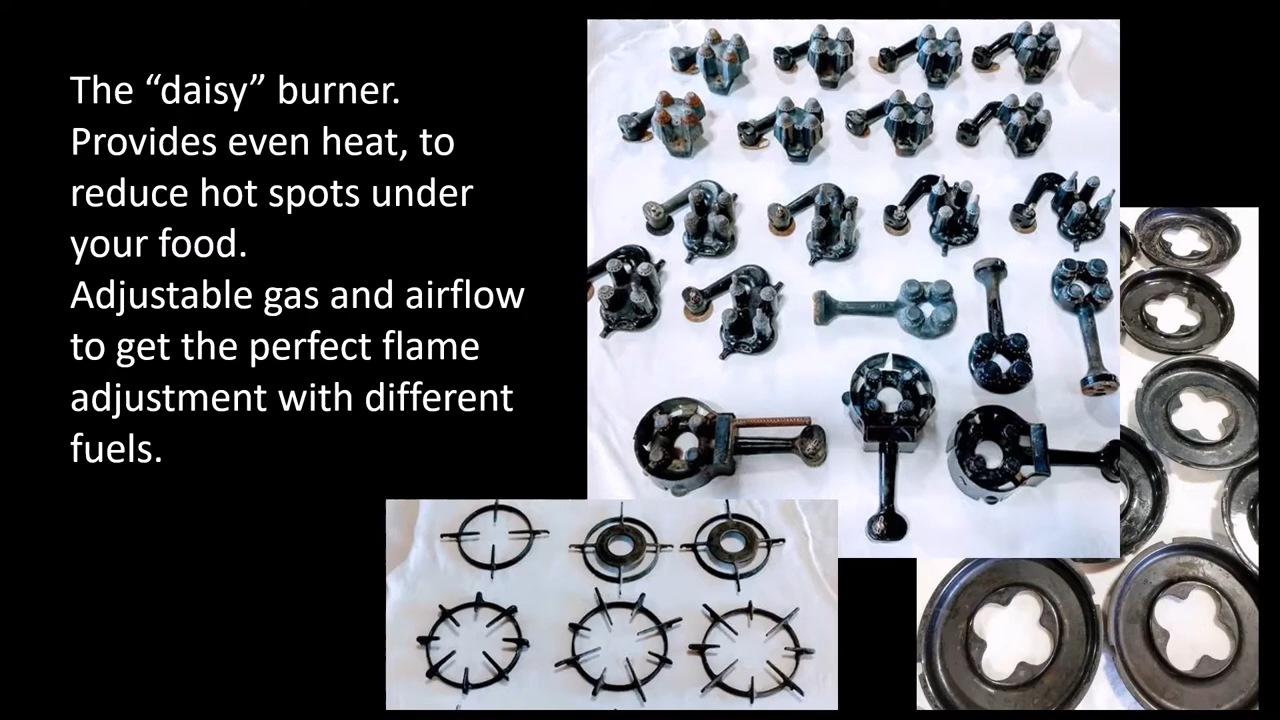 The “daisy” burner.
Provides even heat, to
reduce hot spots under
your food.
Adjustable gas and airflow
to get the perfect flame
adjustment with different
fuels.